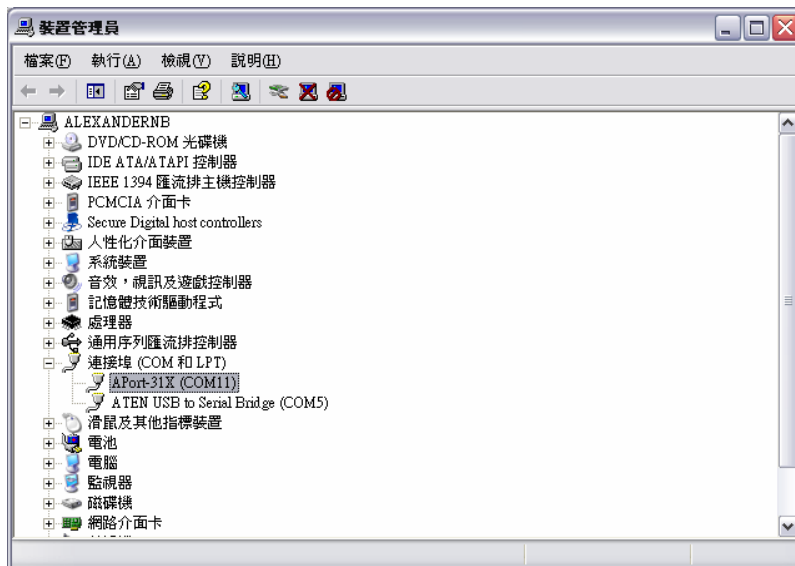 裝置管理員
檔案(F) 執行(A) 檢視(V) 說明(H)
ALEXANDERNB
DVD/CD-ROM 光碟機
IDE ATA/ATAPI 控制器
IEEE 1394 匯流排主機控制器
PCMCIA 介面卡
Secure Digital host controllers
人性化介面裝置
系統裝置
音效，視訊及遊戲控制器
記憶體技術驅動程式
處理器
通用序列匯流排控制器
連接埠 (COM 和 LPT)
APort-31X (COM11)
ATEN USB to Serial Bridge (COM5)
滑鼠及其他指標裝置
電池
電腦
監視器
磁碟機
網路介面卡